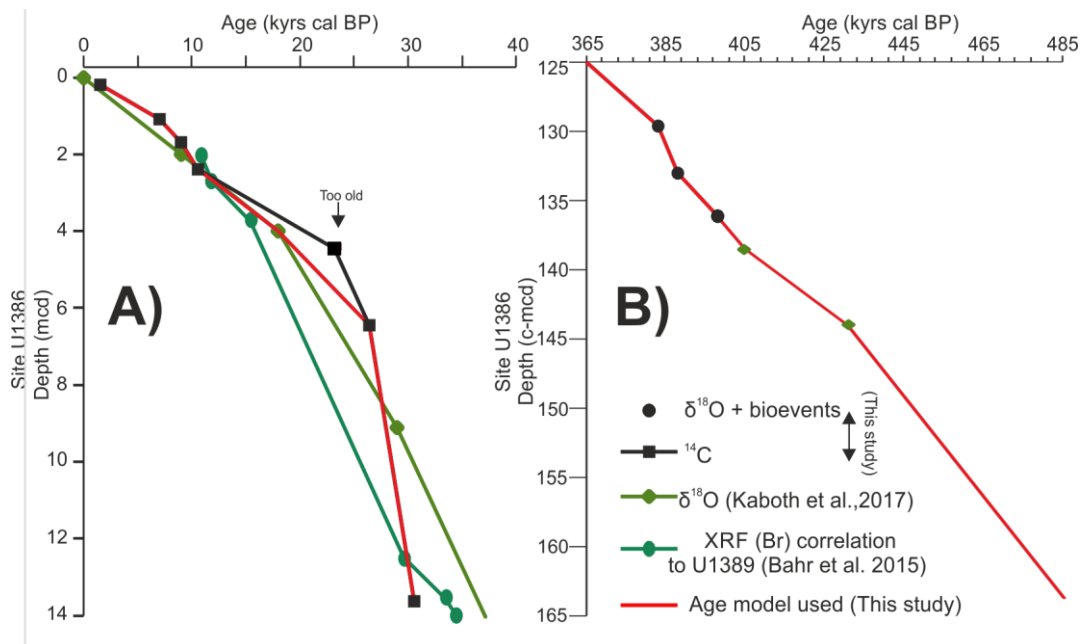 Age (kyrs cal BP)
0 10 20 30 40
0
2
4
6
8
10
12
14
Site U1386
Depth (mcd)
Too old
A)
Age (kyrs cal BP)
365 385 405 425 445 465 485
125
130
135
140
145
150
155
160
165
Site U1386
Depth (c-mcd)
B)
δ¹⁸O + bioevents
(This study)
¹⁴C
δ¹⁸O (Kaboth et al.,2017)
XRF (Br) correlation
to U1389 (Bahr et al. 2015)
Age model used (This study)